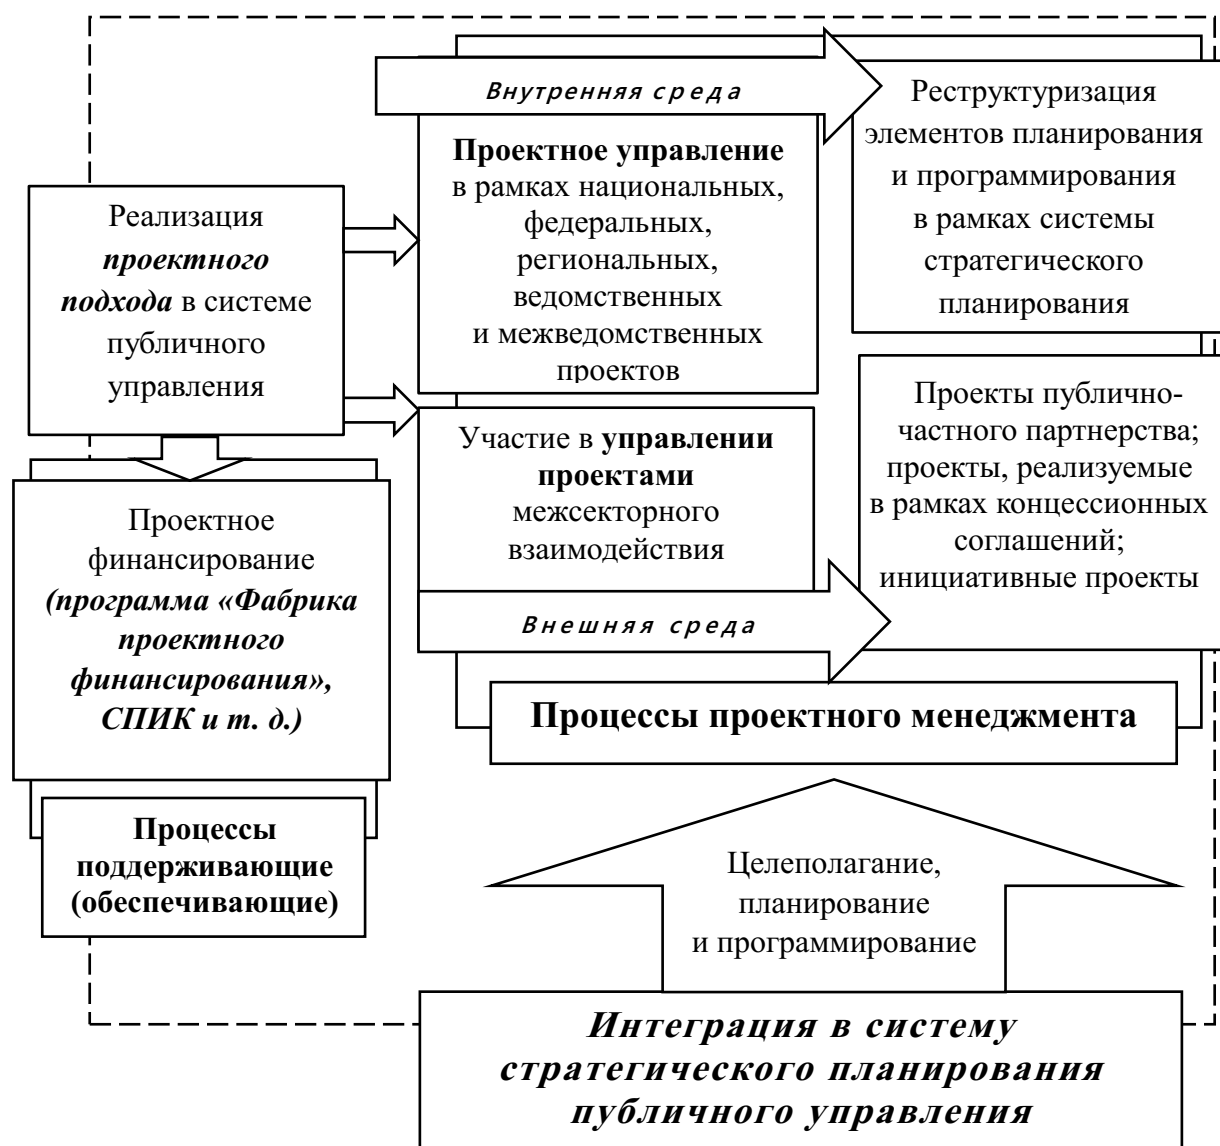 Внутренняя среда
Реструктуризация
элементов планирования
и программирования
в рамках системы
стратегического
планирования
Проектное управление
в рамках национальных,
федеральных,
региональных,
ведомственных
и межведомственных
проектов
Реализация
проектного
подхода в системе
публичного
управления
Проекты публично-
частного партнерства;
проекты, реализуемые
в рамках концессионных
соглашений;
инициативные проекты
Участие в управлении
проектами
межсекторного
взаимодействия
Внешняя среда
Проектное
финансирование
(программа «Фабрика
проектного
финансирования»,
СПИК и т. д.)
Процессы проектного менеджмента
Процессы
поддерживающие
(обеспечивающие)
Целеполагание,
планирование
и программирование
Интеграция в систему
стратегического планирования
публичного управления